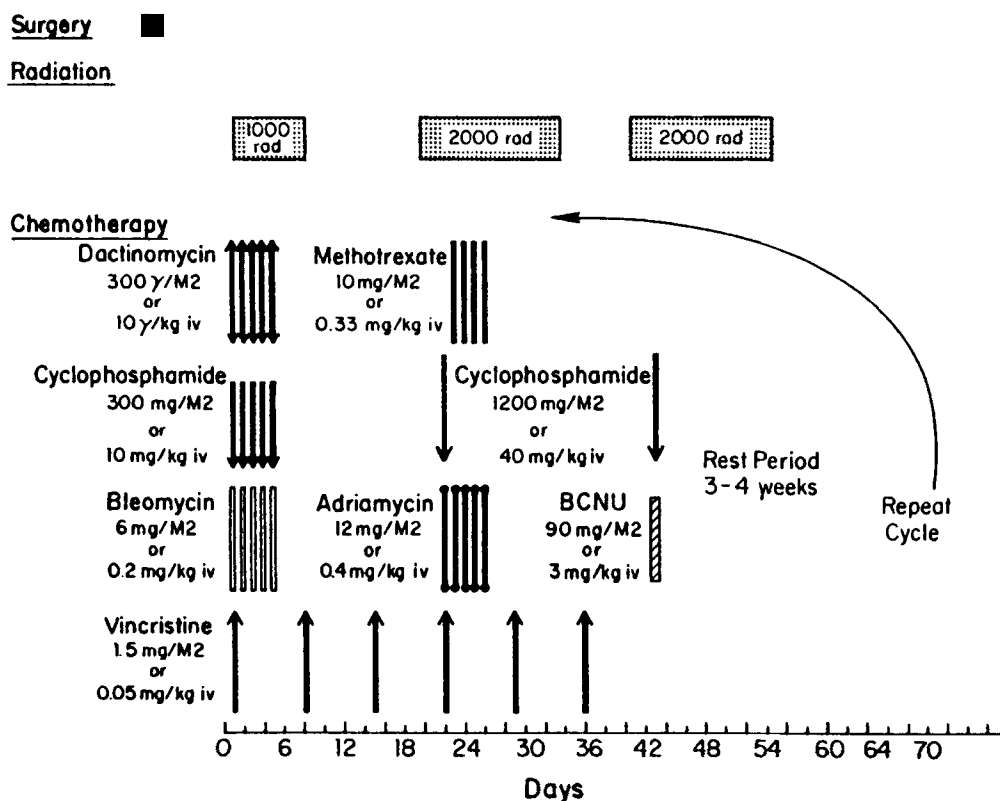 Surgery
Radiation
1000
rad
2000 rad
2000 rad
Chemotherapy
Dactinomycin
300 γ/M2
or
10 γ/kg iv
Methotrexate
10 mg/M2
or
0.33 mg/kg iv
Cyclophosphamide
300 mg/M2
or
10 mg/kg iv
Cyclophosphamide
1200 mg/M2
or
40 mg/kg iv
Rest Period
3-4 weeks
Bleomycin
6 mg/M2
or
0.2 mg/kg iv
Adriamycin
12 mg/M2
or
0.4 mg/kg iv
BCNU
90 mg/M2
or
3 mg/kg iv
Repeat
Cycle
Vincristine
1.5 mg/M2
or
0.05 mg/kg iv
0 6 12 18 24 30 36 42 48 54 60 64 70
Days